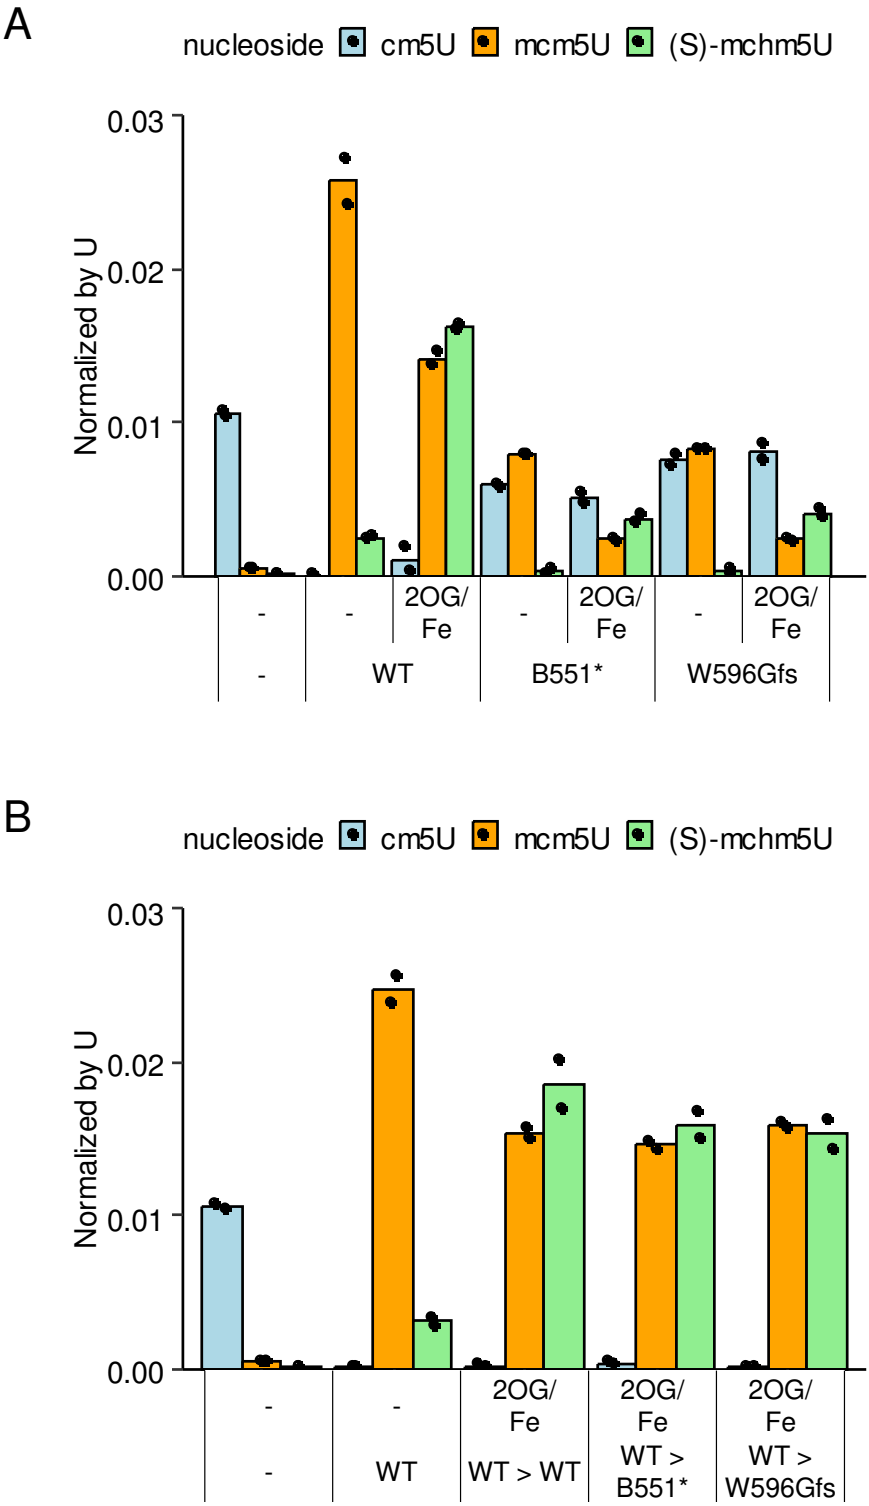 A
nucleoside cm5U mcm5U (S)-mchm5U
Normalized by U
0.03
0.02
0.01
0.00
- - 2OG/ - 2OG/ - 2OG/
Fe Fe Fe
- WT B551* W596Gfs
B
nucleoside cm5U mcm5U (S)-mchm5U
Normalized by U
0.03
0.02
0.01
0.00
- - 2OG/ 2OG/ 2OG/
Fe Fe Fe
- WT WT > WT WT > WT >
B551* W596Gfs